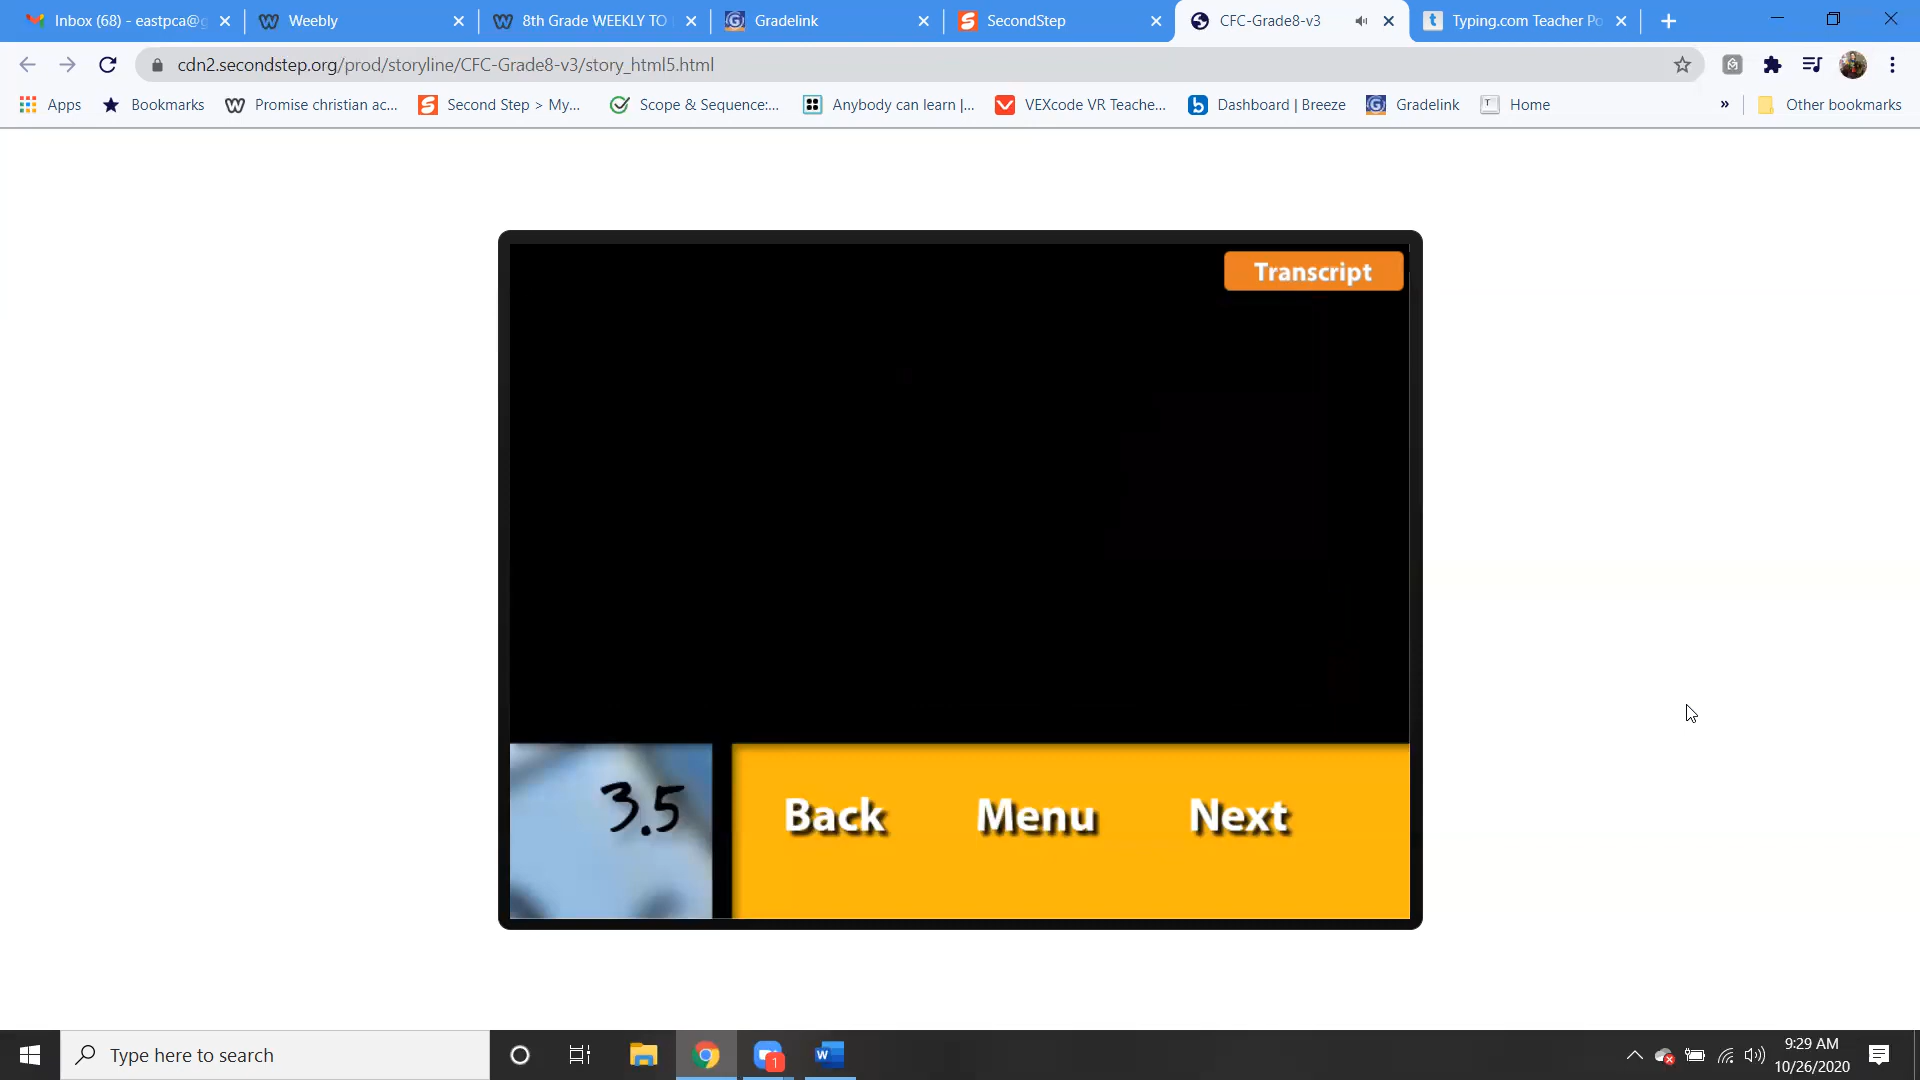 Inbox (68) - eastpca@g
Weebly
8th Grade WEEKLY TO
Gradelink
SecondStep
CFC-Grade8-v3
Typing.com Teacher Po
cdn2.secondstep.org/prod/storyline/CFC-Grade8-v3/story_html5.html
Apps
Bookmarks
Promise christian ac...
Second Step > My...
Scope & Sequence:...
Anybody can learn |...
VEXcode VR Teache...
Dashboard | Breeze
Gradelink
Home
»
Other bookmarks
Transcript
3.5
Back
Menu
Next
Type here to search
1
9:29 AM
10/26/2020